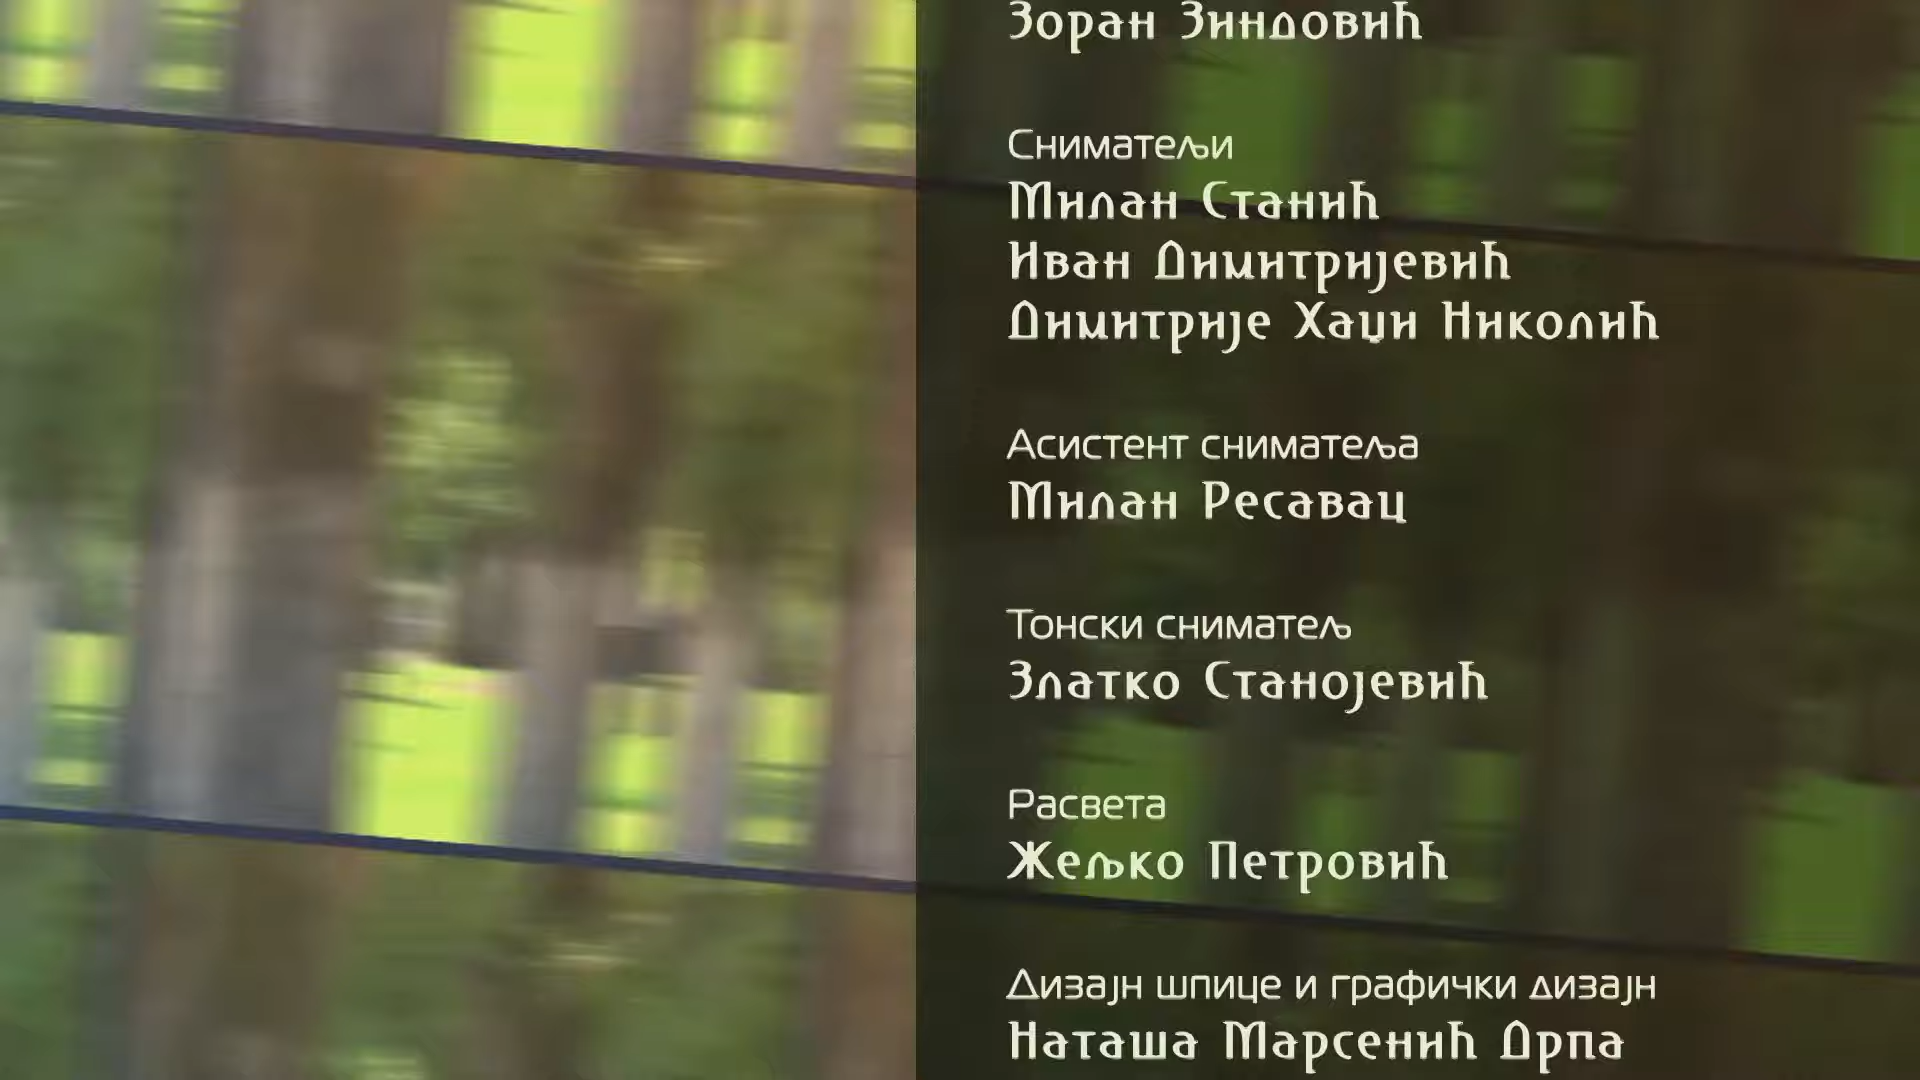 Зоран Зиндовић
Сниматељи
Милан Станић
Иван Димитријевић
Димитрије Хаџи Николић
Асистент сниматеља
Милан Ресавац
Тонски сниматељ
Златко Станојевић
Расвета
Жељко Петровић
Дизајн шпице и графички дизајн
Наташа Марсенић Дрпа